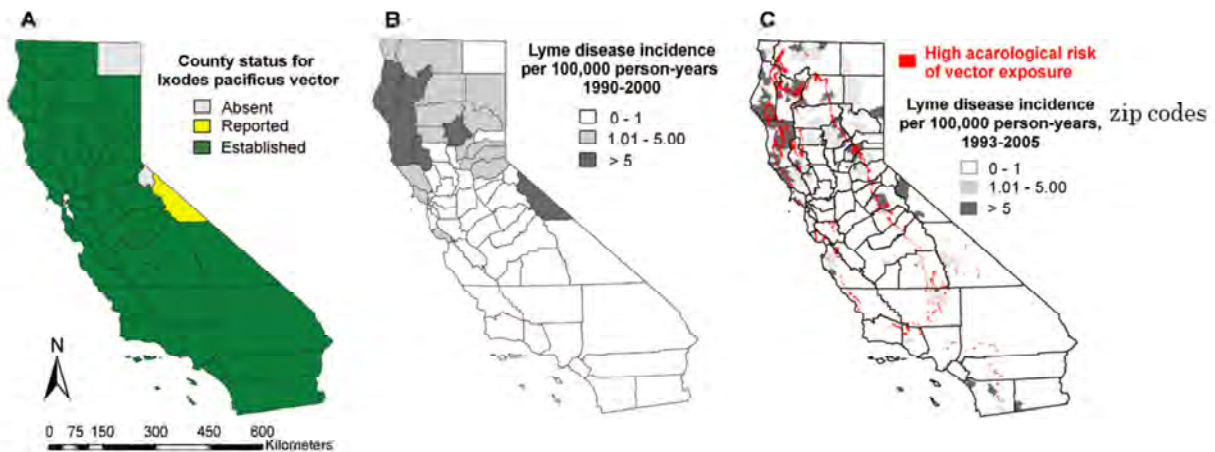 A
County status for
Ixodes pacificus vector
Absent
Reported
Established
N
0 75 150 300 450 600
Kilometers
B
Lyme disease incidence
per 100,000 person-years
1990-2000
0 - 1
1.01 - 5.00
> 5
C
High acarological risk
of vector exposure
Lyme disease incidence
per 100,000 person-years,
1993-2005
zip codes
0 - 1
1.01 - 5.00
> 5